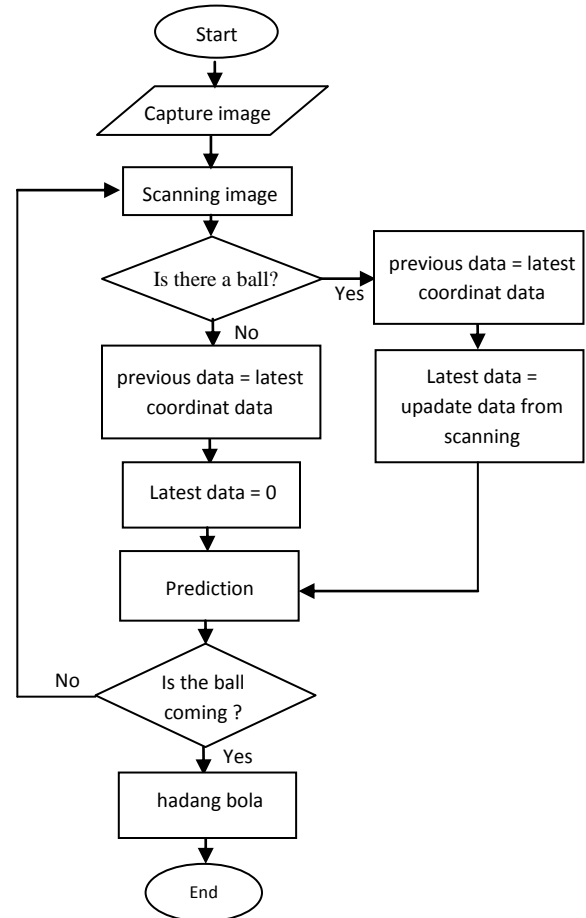 Start
Capture image
Scanning image
Is there a ball?
Yes
previous data = latest
coordinat data
Latest data =
upadate data from
scanning
No
previous data = latest
coordinat data
Latest data = 0
Prediction
Is the ball
coming ?
No
Yes
hadang bola
End